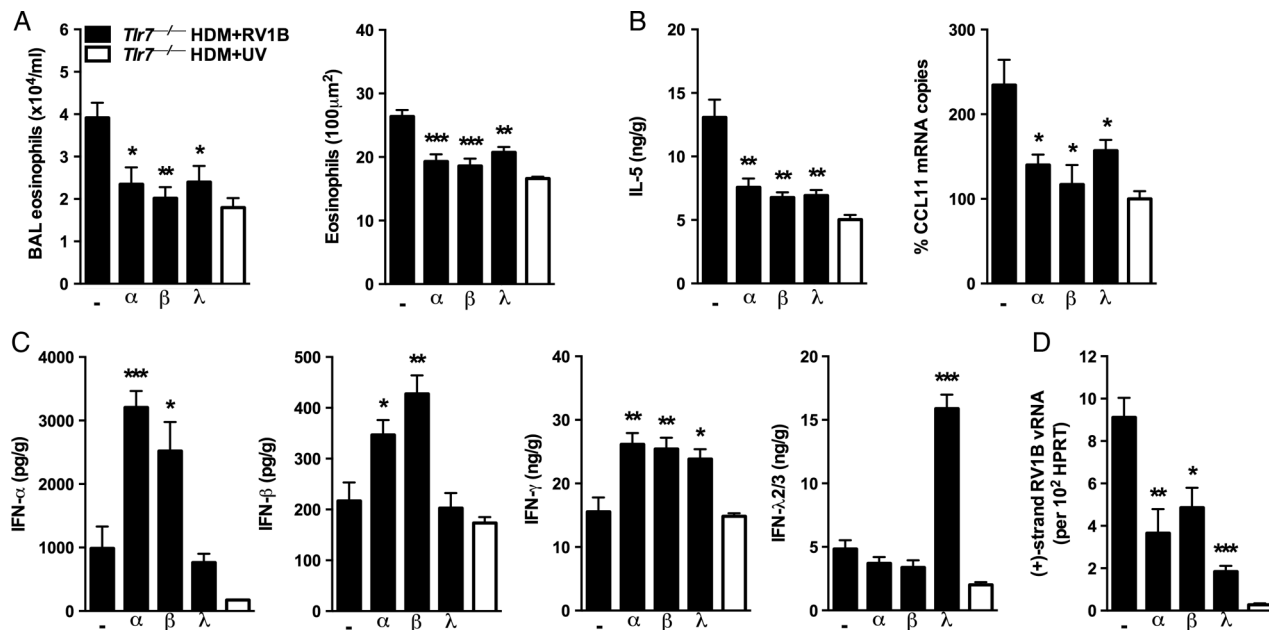 A
BAL eosinophils (x10⁴/ml)
6
5
4
3
2
1
0
Tlr7⁻/⁻ HDM+RV1B
Tlr7⁻/⁻ HDM+UV
* ** *
- α β λ
Eosinophils (100µm²)
40
30
20
10
0
*** *** **
- α β λ
B
IL-5 (ng/g)
20
15
10
5
0
** ** **
- α β λ
% CCL11 mRNA copies
300
200
100
0
* * *
- α β λ
C
IFN-α (pg/g)
4000
3000
2000
1000
0
*** *
- α β λ
IFN-β (pg/g)
500
400
300
200
100
0
* **
- α β λ
IFN-γ (ng/g)
40
30
20
10
0
** ** *
- α β λ
IFN-λ2/3 (ng/g)
20
15
10
5
0
***
- α β λ
D
(+)-strand RV1B vRNA
(per 10² HPRT)
12
10
8
6
4
2
0
** * ***
- α β λ